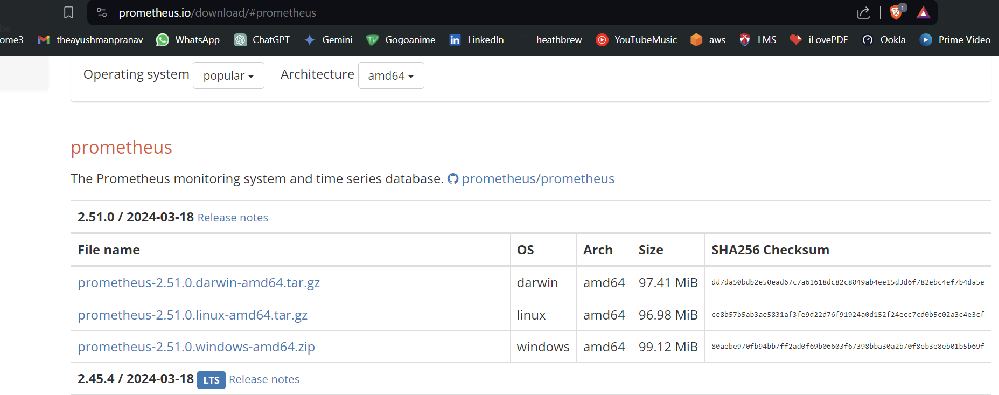 prometheus.io/download/#prometheus
1
ome3 theayushmanpranav WhatsApp ChatGPT Gemini Gogoanime LinkedIn heathbrew YouTubeMusic aws LMS iLovePDF Ookla Prime Video
Operating system popular Architecture amd64
prometheus
The Prometheus monitoring system and time series database. prometheus/prometheus
2.51.0 / 2024-03-18 Release notes
File name OS Arch Size SHA256 Checksum
prometheus-2.51.0.darwin-amd64.tar.gz darwin amd64 97.41 MiB dd7da50bdb2e50ead67c7a61618dc82c8049ab4ee15d3d6f782ebc4ef7b4da5e
prometheus-2.51.0.linux-amd64.tar.gz linux amd64 96.98 MiB ce8b57b5ab3ae5831af3fe9d22d76f91924a0d152f24ecc7cd0b5c02a3c4e3cf
prometheus-2.51.0.windows-amd64.zip windows amd64 99.12 MiB 80aebe970fb94bb7ff2ad0f69b06603f67398bba30a2b70f8eb3e8eb01b5b69f
2.45.4 / 2024-03-18 LTS Release notes